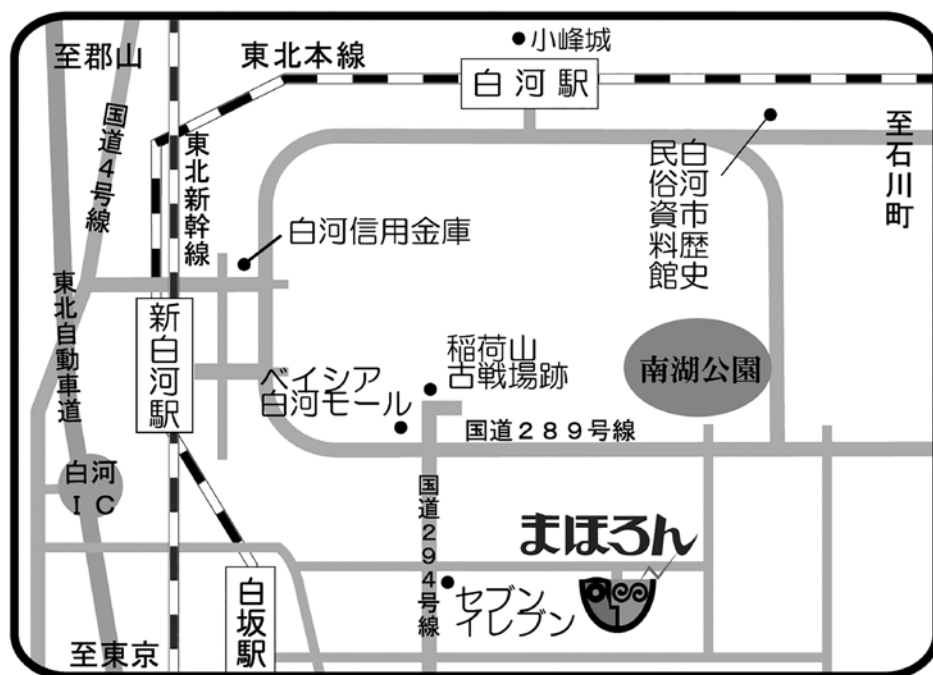 小峰城
至郡山
東北本線
白河駅
国道4号線
東北新幹線
白河市歴史
民俗資料館
至石川町
白河信用金庫
東北自動車道
新白河駅
稲荷山
古戦場跡
南湖公園
ベイシア
白河モール
国道289号線
白河
IC
国道294号線
まほろん
セブン
イレブン
白坂駅
至東京